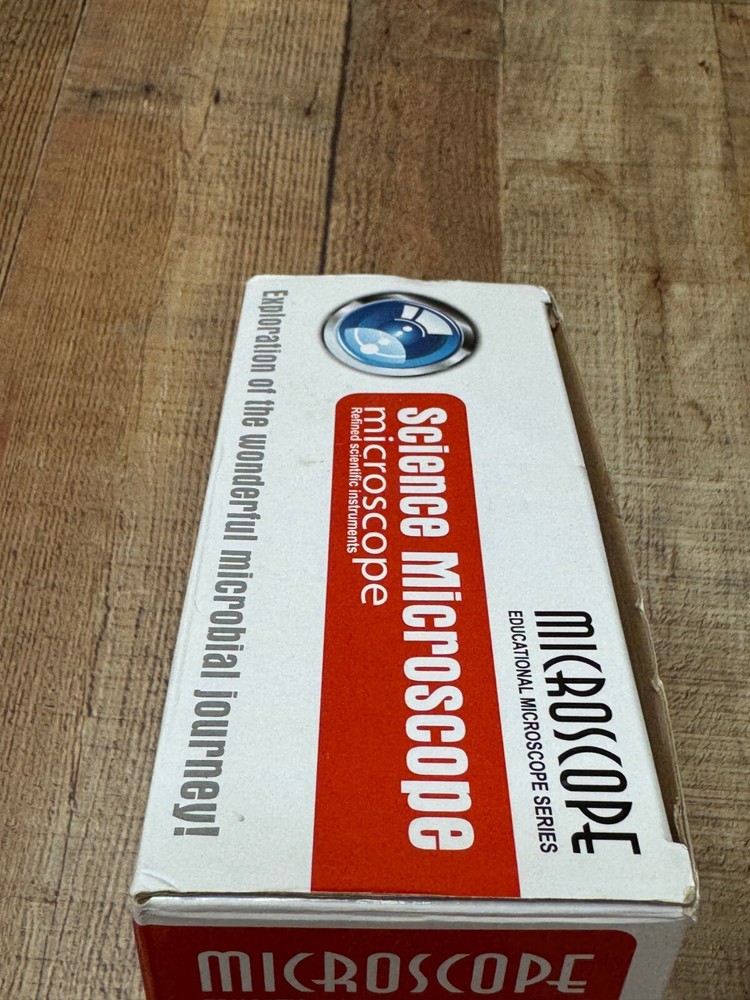 MICROSCOPE
EDUCATIONAL MICROSCOPE SERIES
Science Microscope
microscope
Refined scientific instruments
Exploration of the wonderful microbial journey!
MICROSCOPE